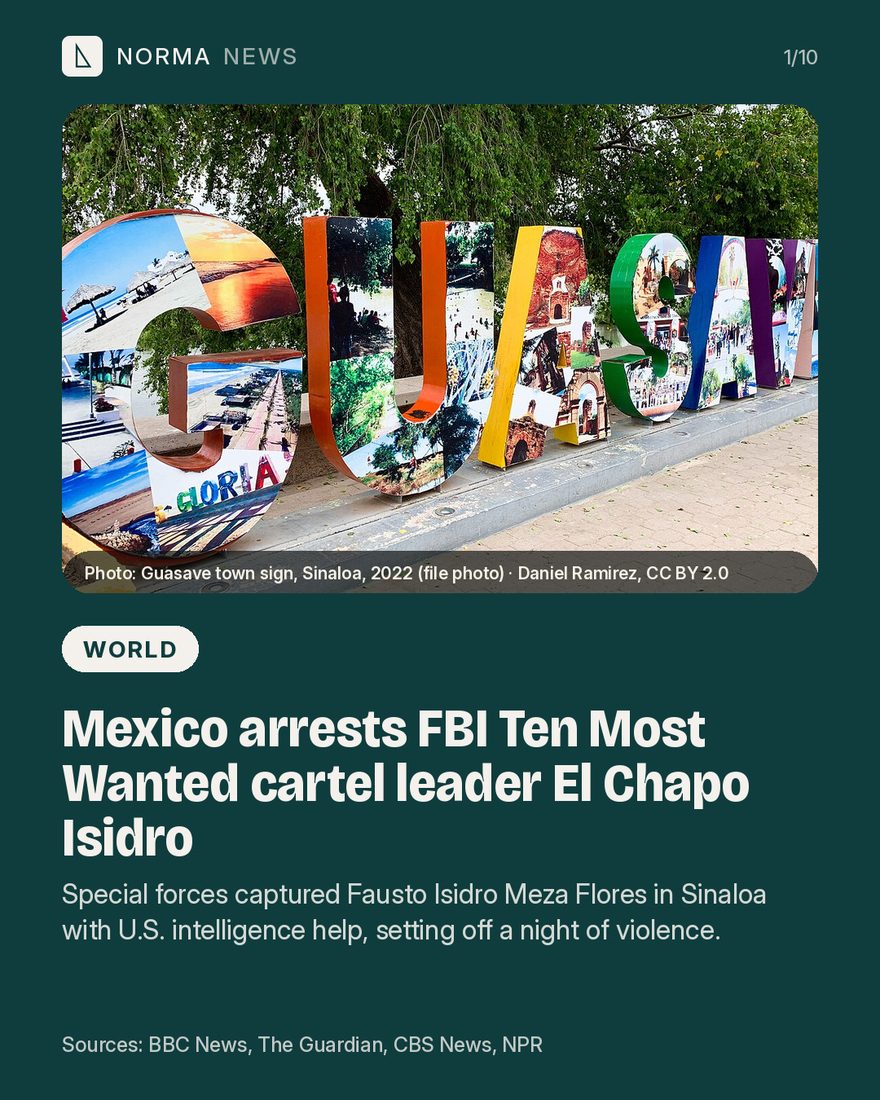 NORMA NEWS
1/10
GUASAV
GLORIA
Photo: Guasave town sign, Sinaloa, 2022 (file photo) · Daniel Ramirez, CC BY 2.0
WORLD
Mexico arrests FBI Ten Most
Wanted cartel leader El Chapo
Isidro
Special forces captured Fausto Isidro Meza Flores in Sinaloa
with U.S. intelligence help, setting off a night of violence.
Sources: BBC News, The Guardian, CBS News, NPR